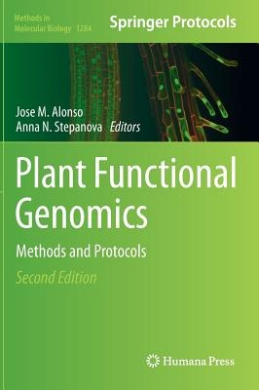 Methods in
Molecular Biology 1284
Springer Protocols
Jose M. Alonso
Anna N. Stepanova Editors
Plant Functional
Genomics
Methods and Protocols
Second Edition
Humana Press